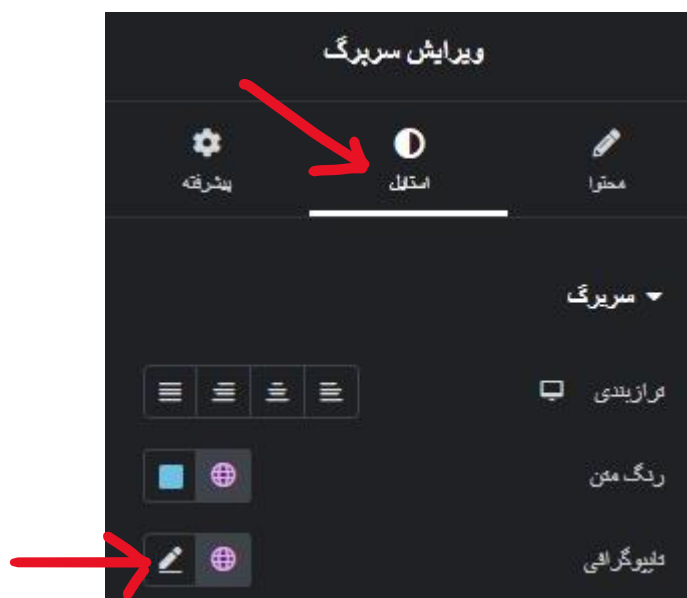 ویرایش سربرگ
محتوا استایل پیشرفته
سربرگ
ترازبندی
رنگ متن
تایپوگرافی